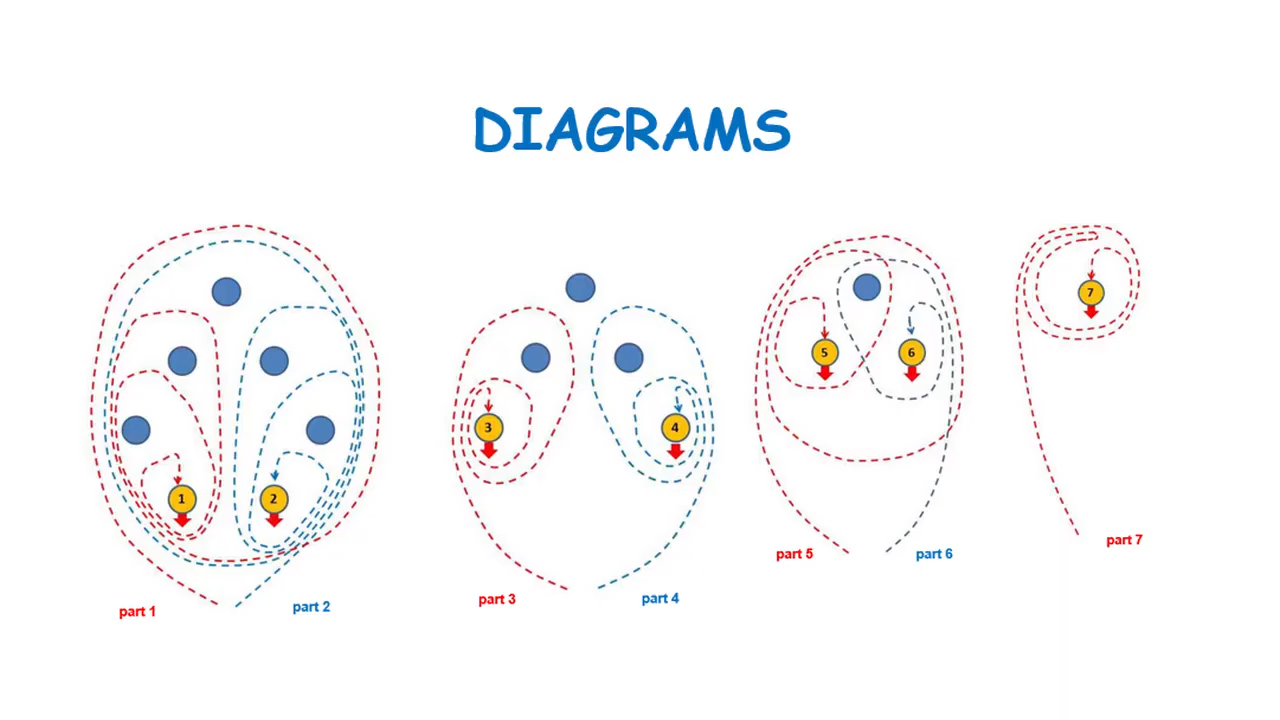 DIAGRAMS
1
2
part 1
part 2
3
4
part 3
part 4
5
6
part 5
part 6
7
part 7